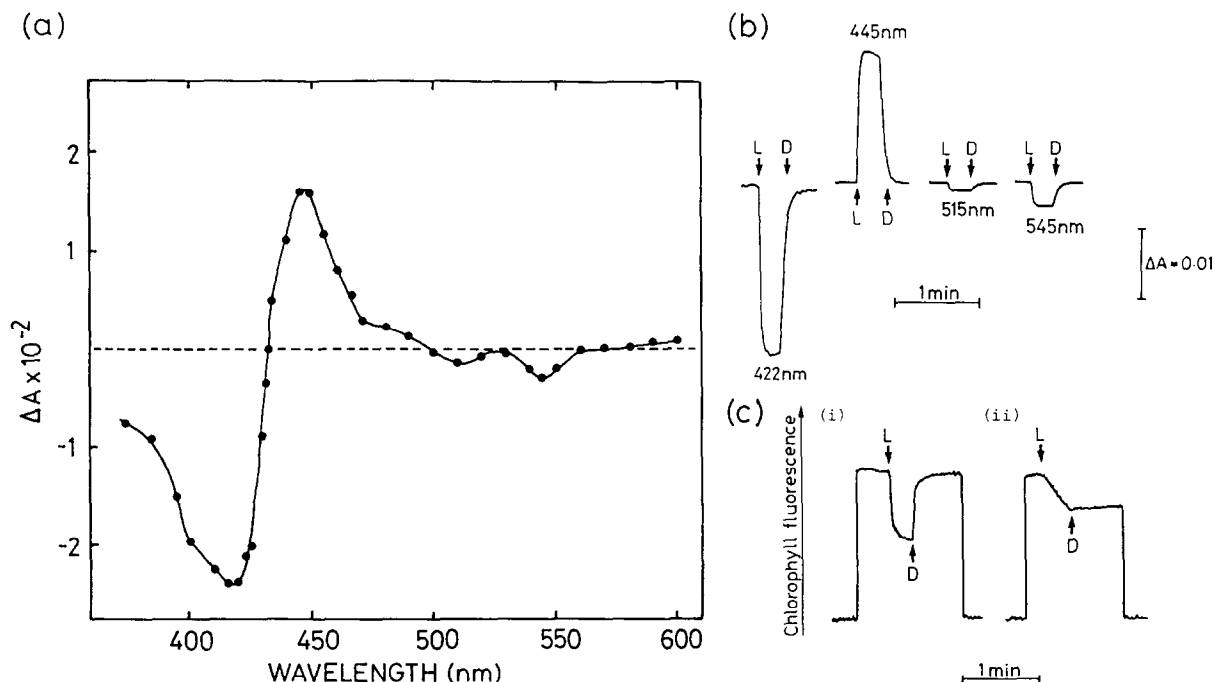 (a)
2
1
-1
-2
ΔA x 10⁻²
400 450 500 550 600
WAVELENGTH (nm)
(b)
445nm
L D
L D
L D
L D
515nm
545nm
ΔA = 0·01
1min
422nm
(c)
(i)
(ii)
Chlorophyll fluorescence
L
L
D
D
1min